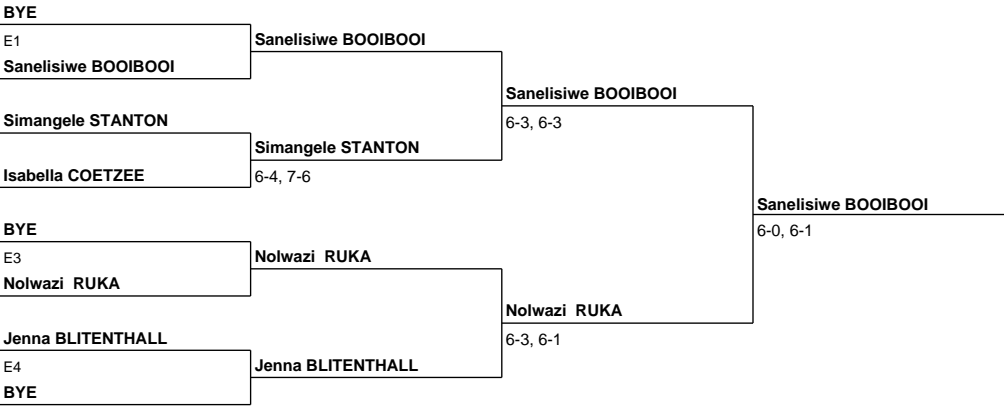 BYE
E1
Sanelisiwe BOOIBOOI
Sanelisiwe BOOIBOOI
Simangele STANTON
Isabella COETZEE
Simangele STANTON
6-4, 7-6
Sanelisiwe BOOIBOOI
6-3, 6-3
BYE
E3
Nolwazi RUKA
Nolwazi RUKA
Jenna BLITENTHALL
E4
BYE
Jenna BLITENTHALL
Nolwazi RUKA
6-3, 6-1
Sanelisiwe BOOIBOOI
6-0, 6-1